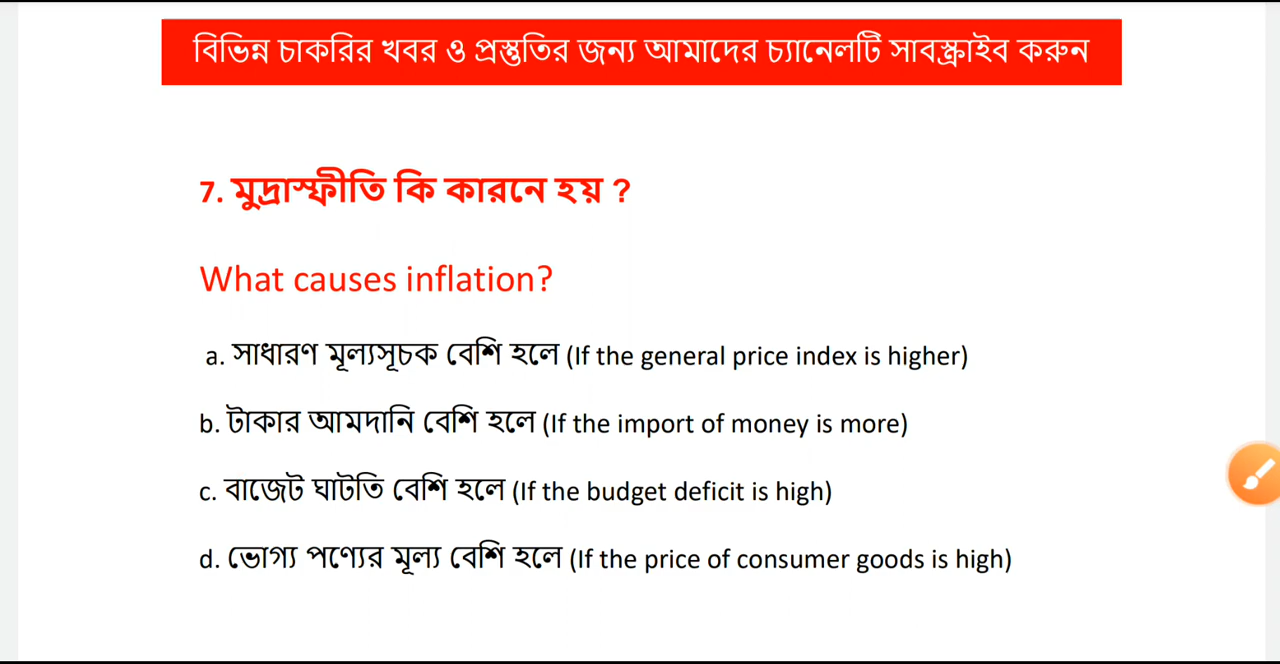 বিভিন্ন চাকরির খবর ও প্রস্তুতির জন্য আমাদের চ্যানেলটি সাবস্ক্রাইব করুন
7. মুদ্রাস্ফীতি কি কারনে হয় ?
What causes inflation?
a. সাধারণ মূল্যসূচক বেশি হলে (If the general price index is higher)
b. টাকার আমদানি বেশি হলে (If the import of money is more)
c. বাজেট ঘাটতি বেশি হলে (If the budget deficit is high)
d. ভোগ্য পণ্যের মূল্য বেশি হলে (If the price of consumer goods is high)